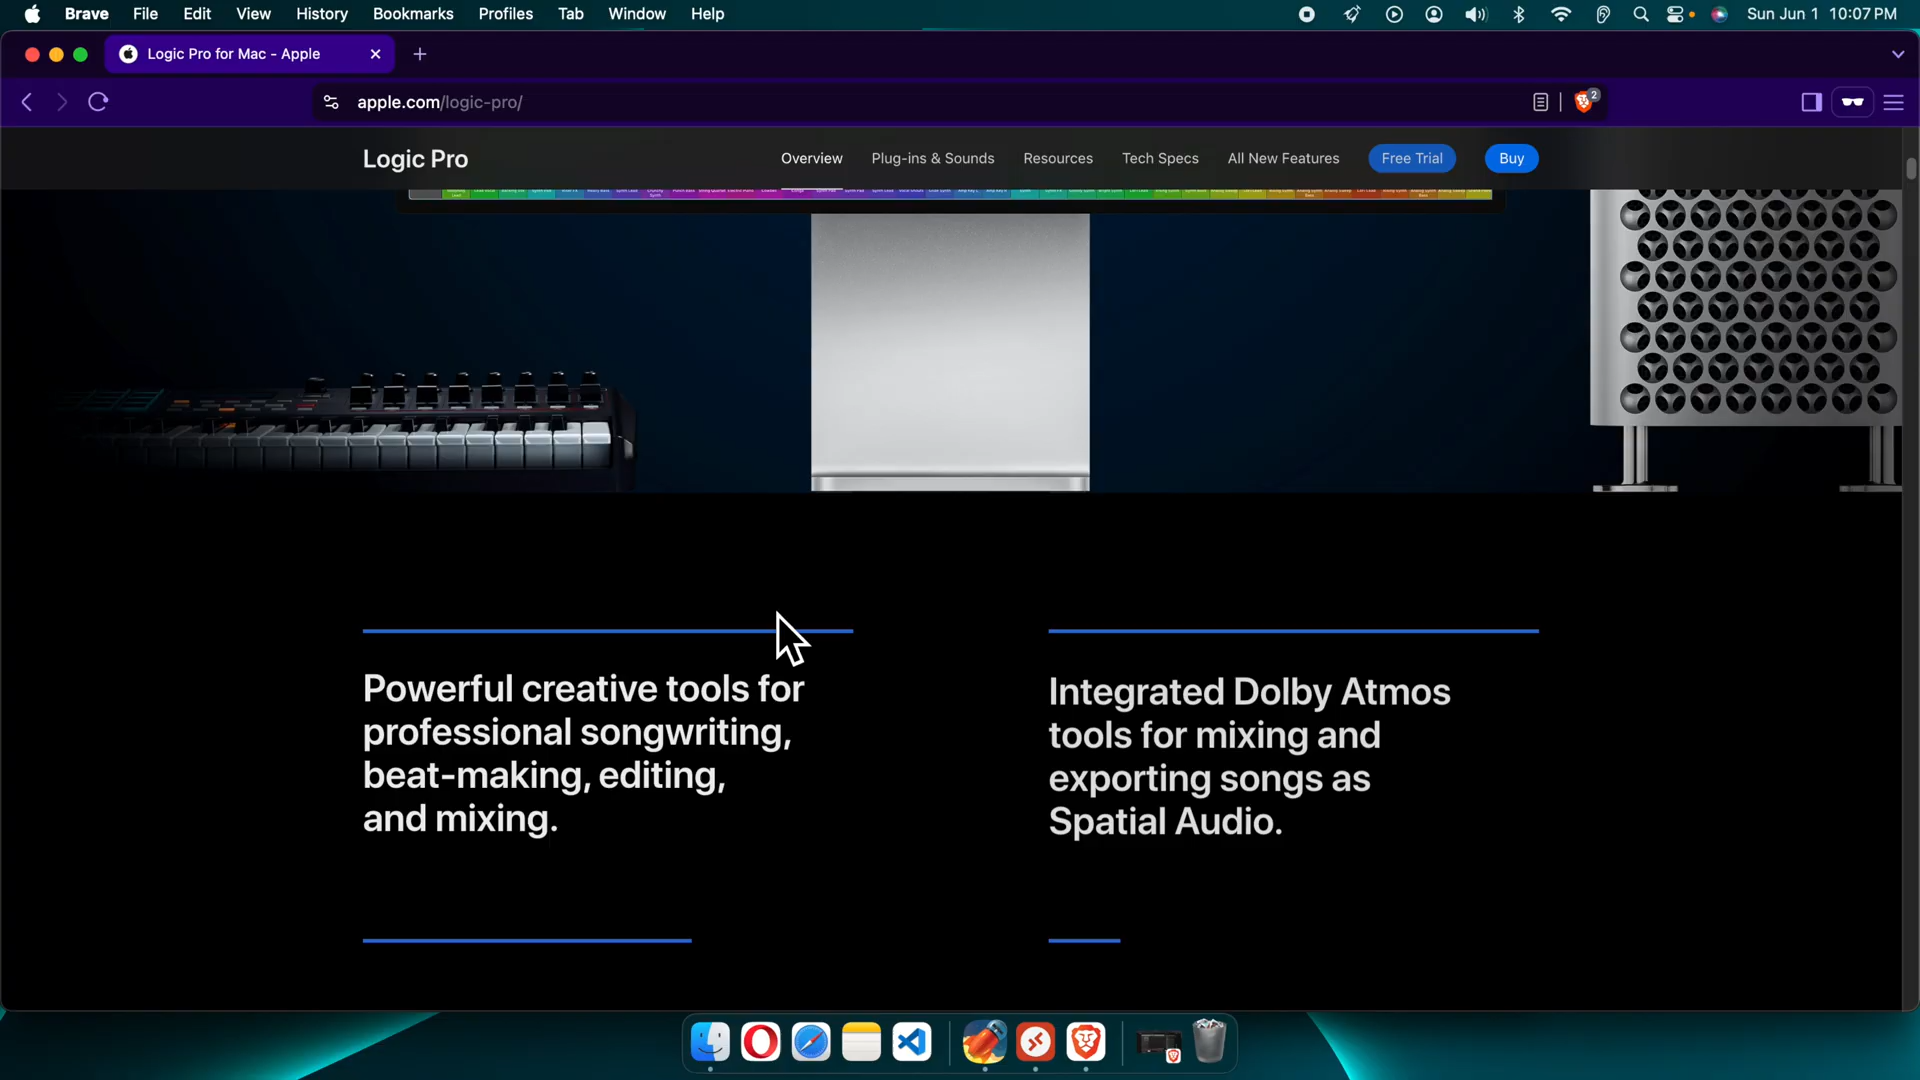 Brave File Edit View History Bookmarks Profiles Tab Window Help Sun Jun 1 10:07 PM
Logic Pro for Mac - Apple
apple.com/logic-pro/ 2
Logic Pro Overview Plug-ins & Sounds Resources Tech Specs All New Features Free Trial Buy
Powerful creative tools for
professional songwriting,
beat-making, editing,
and mixing.
Integrated Dolby Atmos
tools for mixing and
exporting songs as
Spatial Audio.